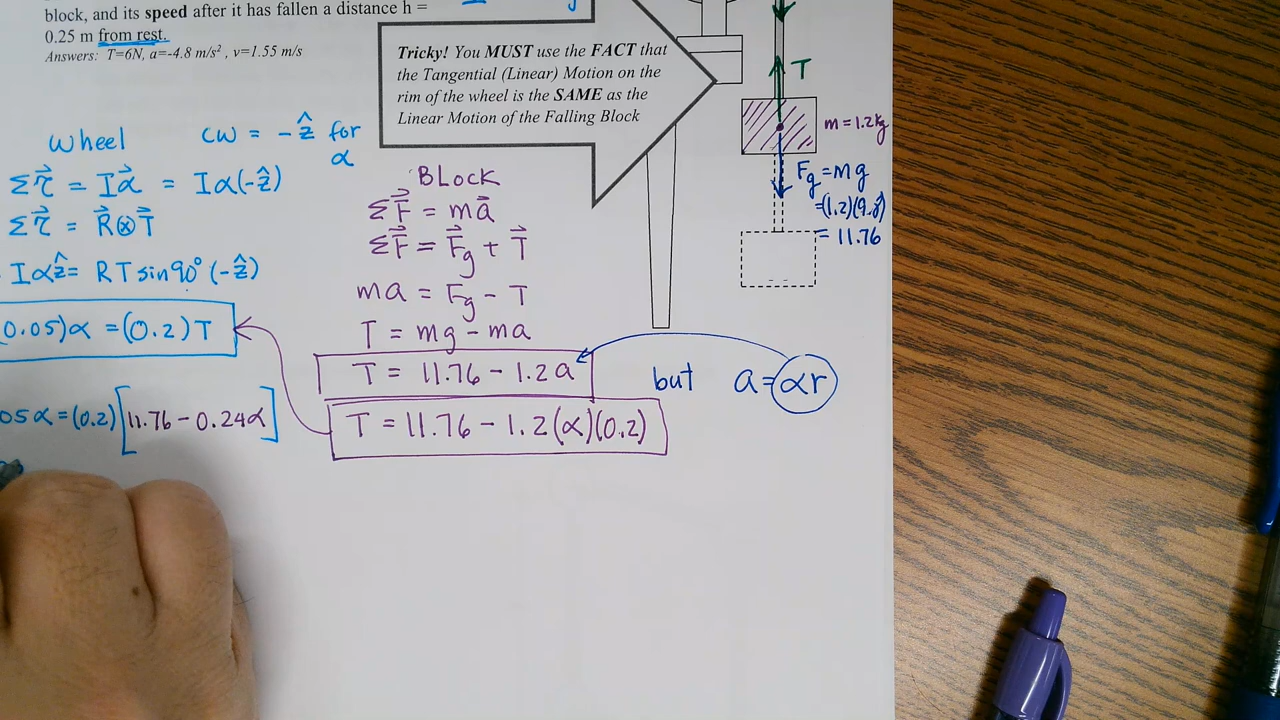 block, and its speed after it has fallen a distance h =
0.25 m from rest.
Answers: T=6N, a=-4.8 m/s², v=1.55 m/s
Tricky! You MUST use the FACT that
the Tangential (Linear) Motion on the
rim of the wheel is the SAME as the
Linear Motion of the Falling Block
T
m = 1.2kg
F⃗g = mg
=(1.2)(9.8)
= 11.76
Wheel
CW = -ẑ for
α
Στ⃗ = Iα⃗ = Iα(-ẑ)
Στ⃗ = R⃗⊗T⃗
Iαẑ = RT sin90° (-ẑ)
0.05)α = (0.2)T
05α = (0.2)[11.76 - 0.24α]
BLOCK
ΣF⃗ = ma⃗
ΣF⃗ = F⃗g + T⃗
ma = Fg - T
T = mg - ma
T = 11.76 - 1.2a
but a = αr
T = 11.76 - 1.2(α)(0.2)